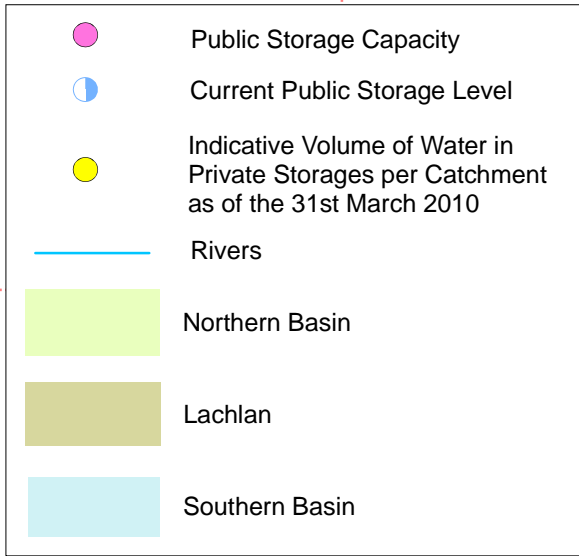 Public Storage Capacity
Current Public Storage Level
Indicative Volume of Water in
Private Storages per Catchment
as of the 31st March 2010
Rivers
Northern Basin
Lachlan
Southern Basin